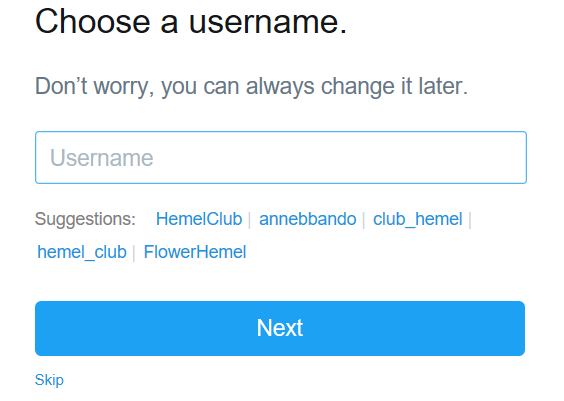 Choose a username.
Don't worry, you can always change it later.
Username
Suggestions: HemelClub | annebbando | club_hemel |
hemel_club | FlowerHemel
Next
Skip